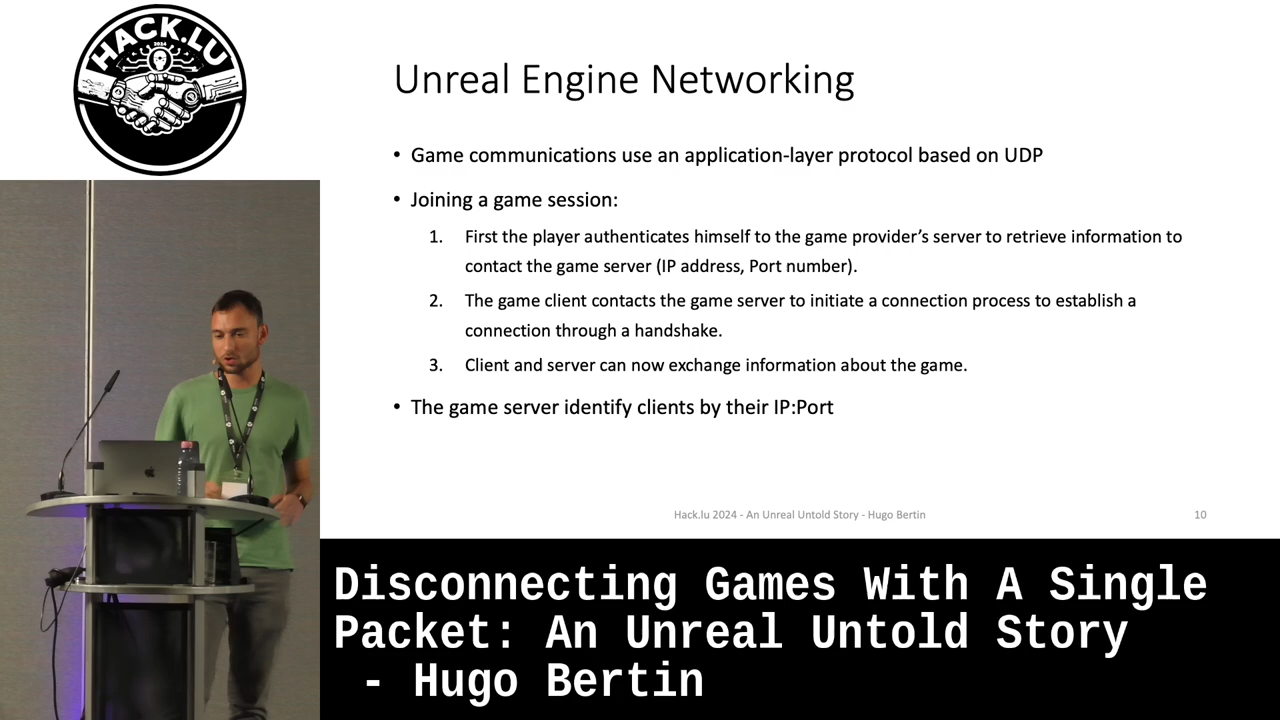 HACK.LU
2024
Unreal Engine Networking
• Game communications use an application-layer protocol based on UDP
• Joining a game session:
1. First the player authenticates himself to the game provider’s server to retrieve information to
contact the game server (IP address, Port number).
2. The game client contacts the game server to initiate a connection process to establish a
connection through a handshake.
3. Client and server can now exchange information about the game.
• The game server identify clients by their IP:Port
Hack.lu 2024 - An Unreal Untold Story - Hugo Bertin
10
Disconnecting Games With A Single
Packet: An Unreal Untold Story
- Hugo Bertin